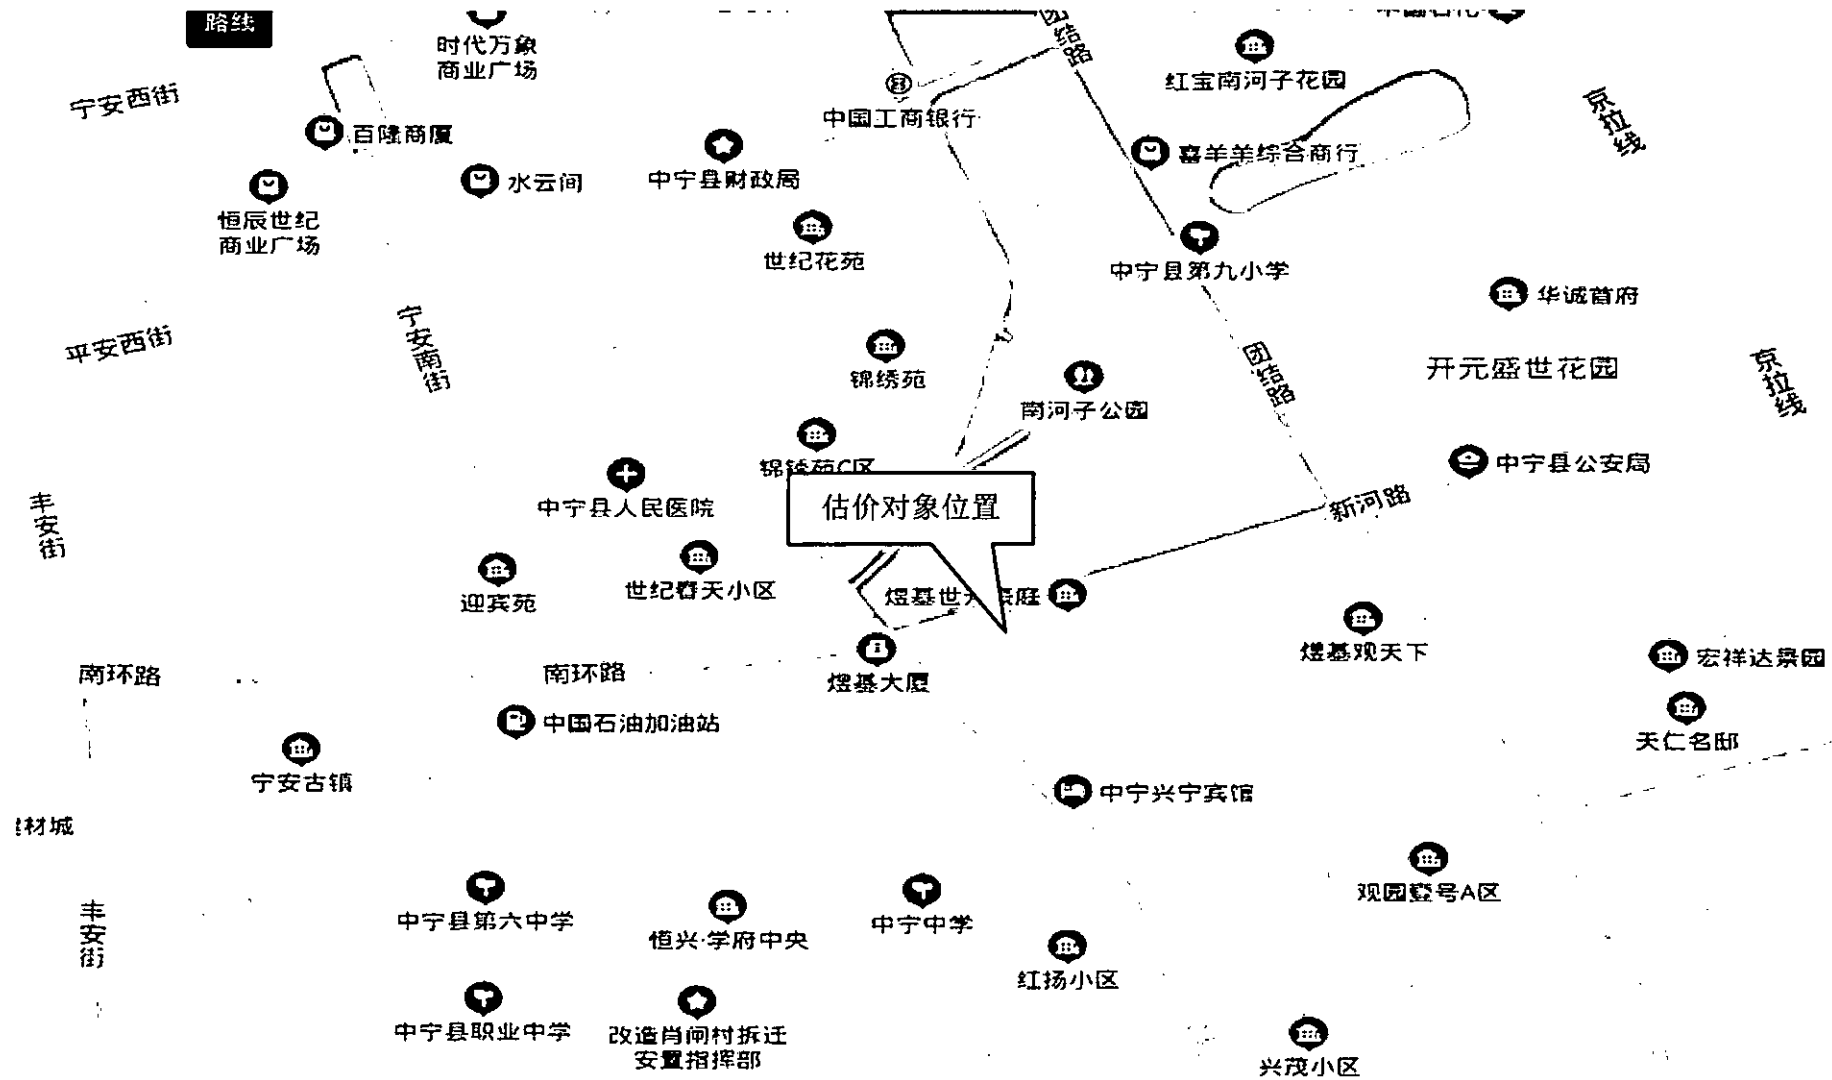 路线
时代万象
商业广场
团结路
红宝南河子花园
宁安西街
百隆商厦
中国工商银行
喜羊羊综合商行
京拉线
水云间
中宁县财政局
恒辰世纪
商业广场
世纪花苑
中宁县第九小学
华诚首府
平安西街
宁安南街
锦绣苑
南河子公园
团结路
开元盛世花园
京拉线
锦绣苑C区
中宁县公安局
丰安街
中宁县人民医院
估价对象位置
新河路
迎宾苑
世纪春天小区
煜基世
庭
煜基观天下
宏祥达景园
南环路
南环路
煜基大厦
中国石油加油站
天仁名邸
宁安古镇
中宁兴宁宾馆
材城
观园壹号A区
丰安街
中宁县第六中学
恒兴·学府中央
中宁中学
红扬小区
中宁县职业中学
改造肖闸村拆迁
安置指挥部
兴茂小区